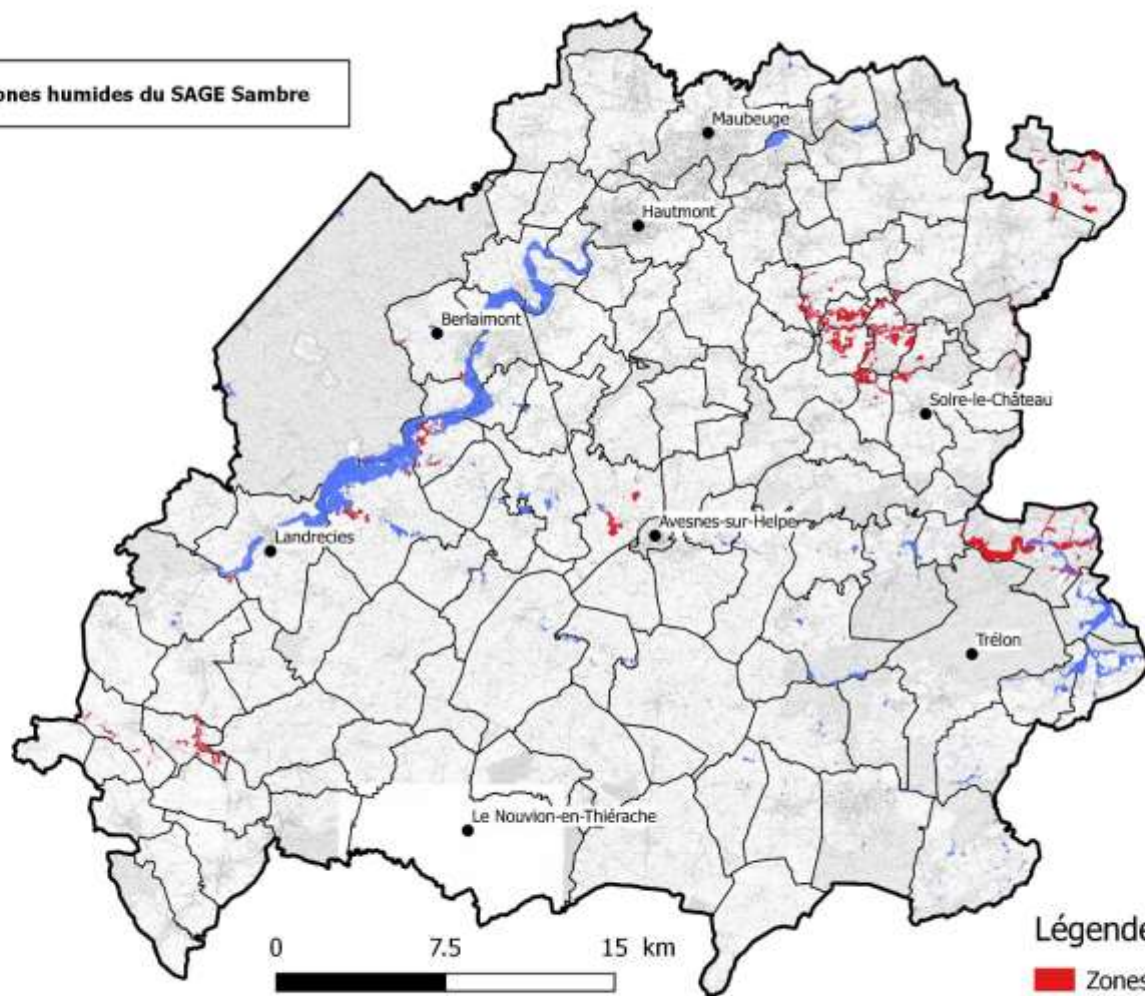 ones humides du SAGE Sambre
Maubeuge
Hautmont
Berlaimont
Solre-le-Château
Avesnes-sur-Helpe
Landrecies
Trélon
Le Nouvion-en-Thiérache
0 7.5 15 km
Légende
Zones